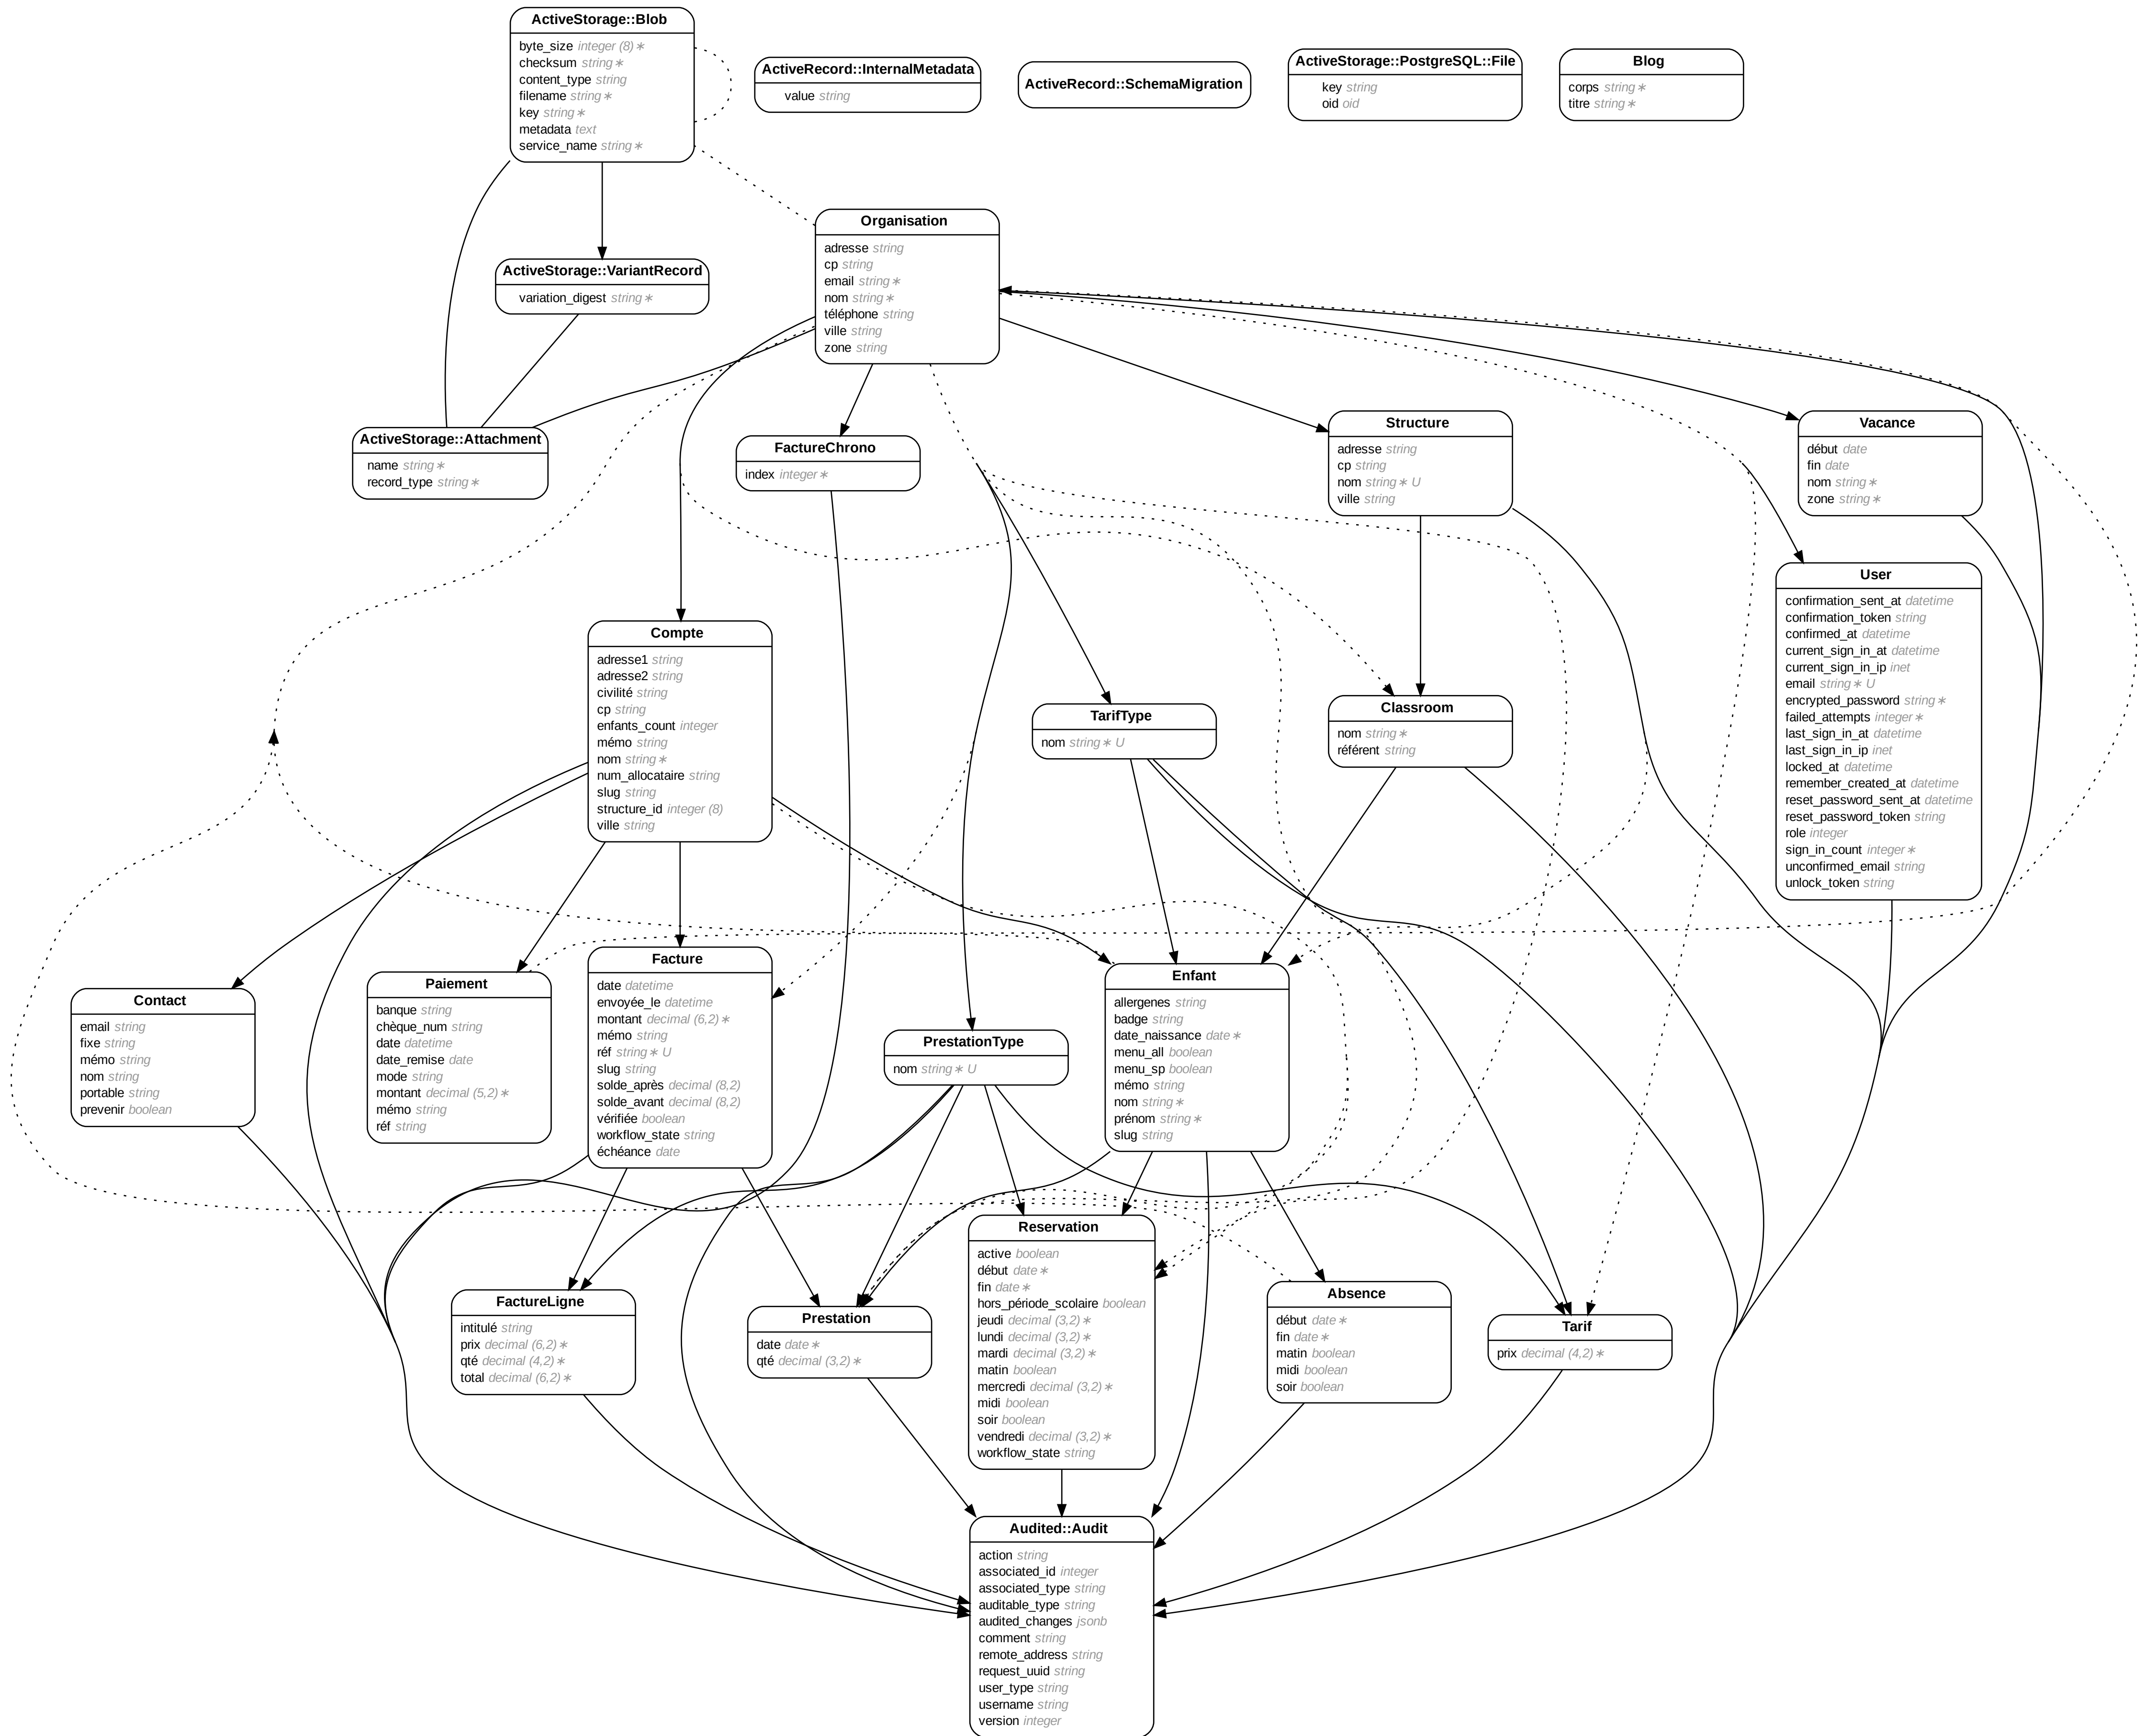 ActiveStorage::Blob
byte_size integer (8)∗
checksum string∗
content_type string
filename string∗
key string∗
metadata text
service_name string∗
ActiveRecord::InternalMetadata
value string
ActiveRecord::SchemaMigration
ActiveStorage::PostgreSQL::File
key string
oid oid
Blog
corps string∗
titre string∗
Organisation
adresse string
cp string
email string∗
nom string∗
téléphone string
ville string
zone string
ActiveStorage::VariantRecord
variation_digest string∗
ActiveStorage::Attachment
name string∗
record_type string∗
FactureChrono
index integer∗
Structure
adresse string
cp string
nom string∗ U
ville string
Vacance
début date
fin date
nom string∗
zone string∗
User
confirmation_sent_at datetime
confirmation_token string
confirmed_at datetime
current_sign_in_at datetime
current_sign_in_ip inet
email string∗ U
encrypted_password string∗
failed_attempts integer∗
last_sign_in_at datetime
last_sign_in_ip inet
locked_at datetime
remember_created_at datetime
reset_password_sent_at datetime
reset_password_token string
role integer
sign_in_count integer∗
unconfirmed_email string
unlock_token string
Compte
adresse1 string
adresse2 string
civilité string
cp string
enfants_count integer
mémo string
nom string∗
num_allocataire string
slug string
structure_id integer (8)
ville string
TarifType
nom string∗ U
Classroom
nom string∗
référent string
Contact
email string
fixe string
mémo string
nom string
portable string
prevenir boolean
Paiement
banque string
chèque_num string
date datetime
date_remise date
mode string
montant decimal (5,2)∗
mémo string
réf string
Facture
date datetime
envoyée_le datetime
montant decimal (6,2)∗
mémo string
réf string∗ U
slug string
solde_après decimal (8,2)
solde_avant decimal (8,2)
vérifiée boolean
workflow_state string
échéance date
PrestationType
nom string∗ U
Enfant
allergenes string
badge string
date_naissance date∗
menu_all boolean
menu_sp boolean
mémo string
nom string∗
prénom string∗
slug string
FactureLigne
intitulé string
prix decimal (6,2)∗
qté decimal (4,2)∗
total decimal (6,2)∗
Prestation
date date∗
qté decimal (3,2)∗
Reservation
active boolean
début date∗
fin date∗
hors_période_scolaire boolean
jeudi decimal (3,2)∗
lundi decimal (3,2)∗
mardi decimal (3,2)∗
matin boolean
mercredi decimal (3,2)∗
midi boolean
soir boolean
vendredi decimal (3,2)∗
workflow_state string
Absence
début date∗
fin date∗
matin boolean
midi boolean
soir boolean
Tarif
prix decimal (4,2)∗
Audited::Audit
action string
associated_id integer
associated_type string
auditable_type string
audited_changes jsonb
comment string
remote_address string
request_uuid string
user_type string
username string
version integer